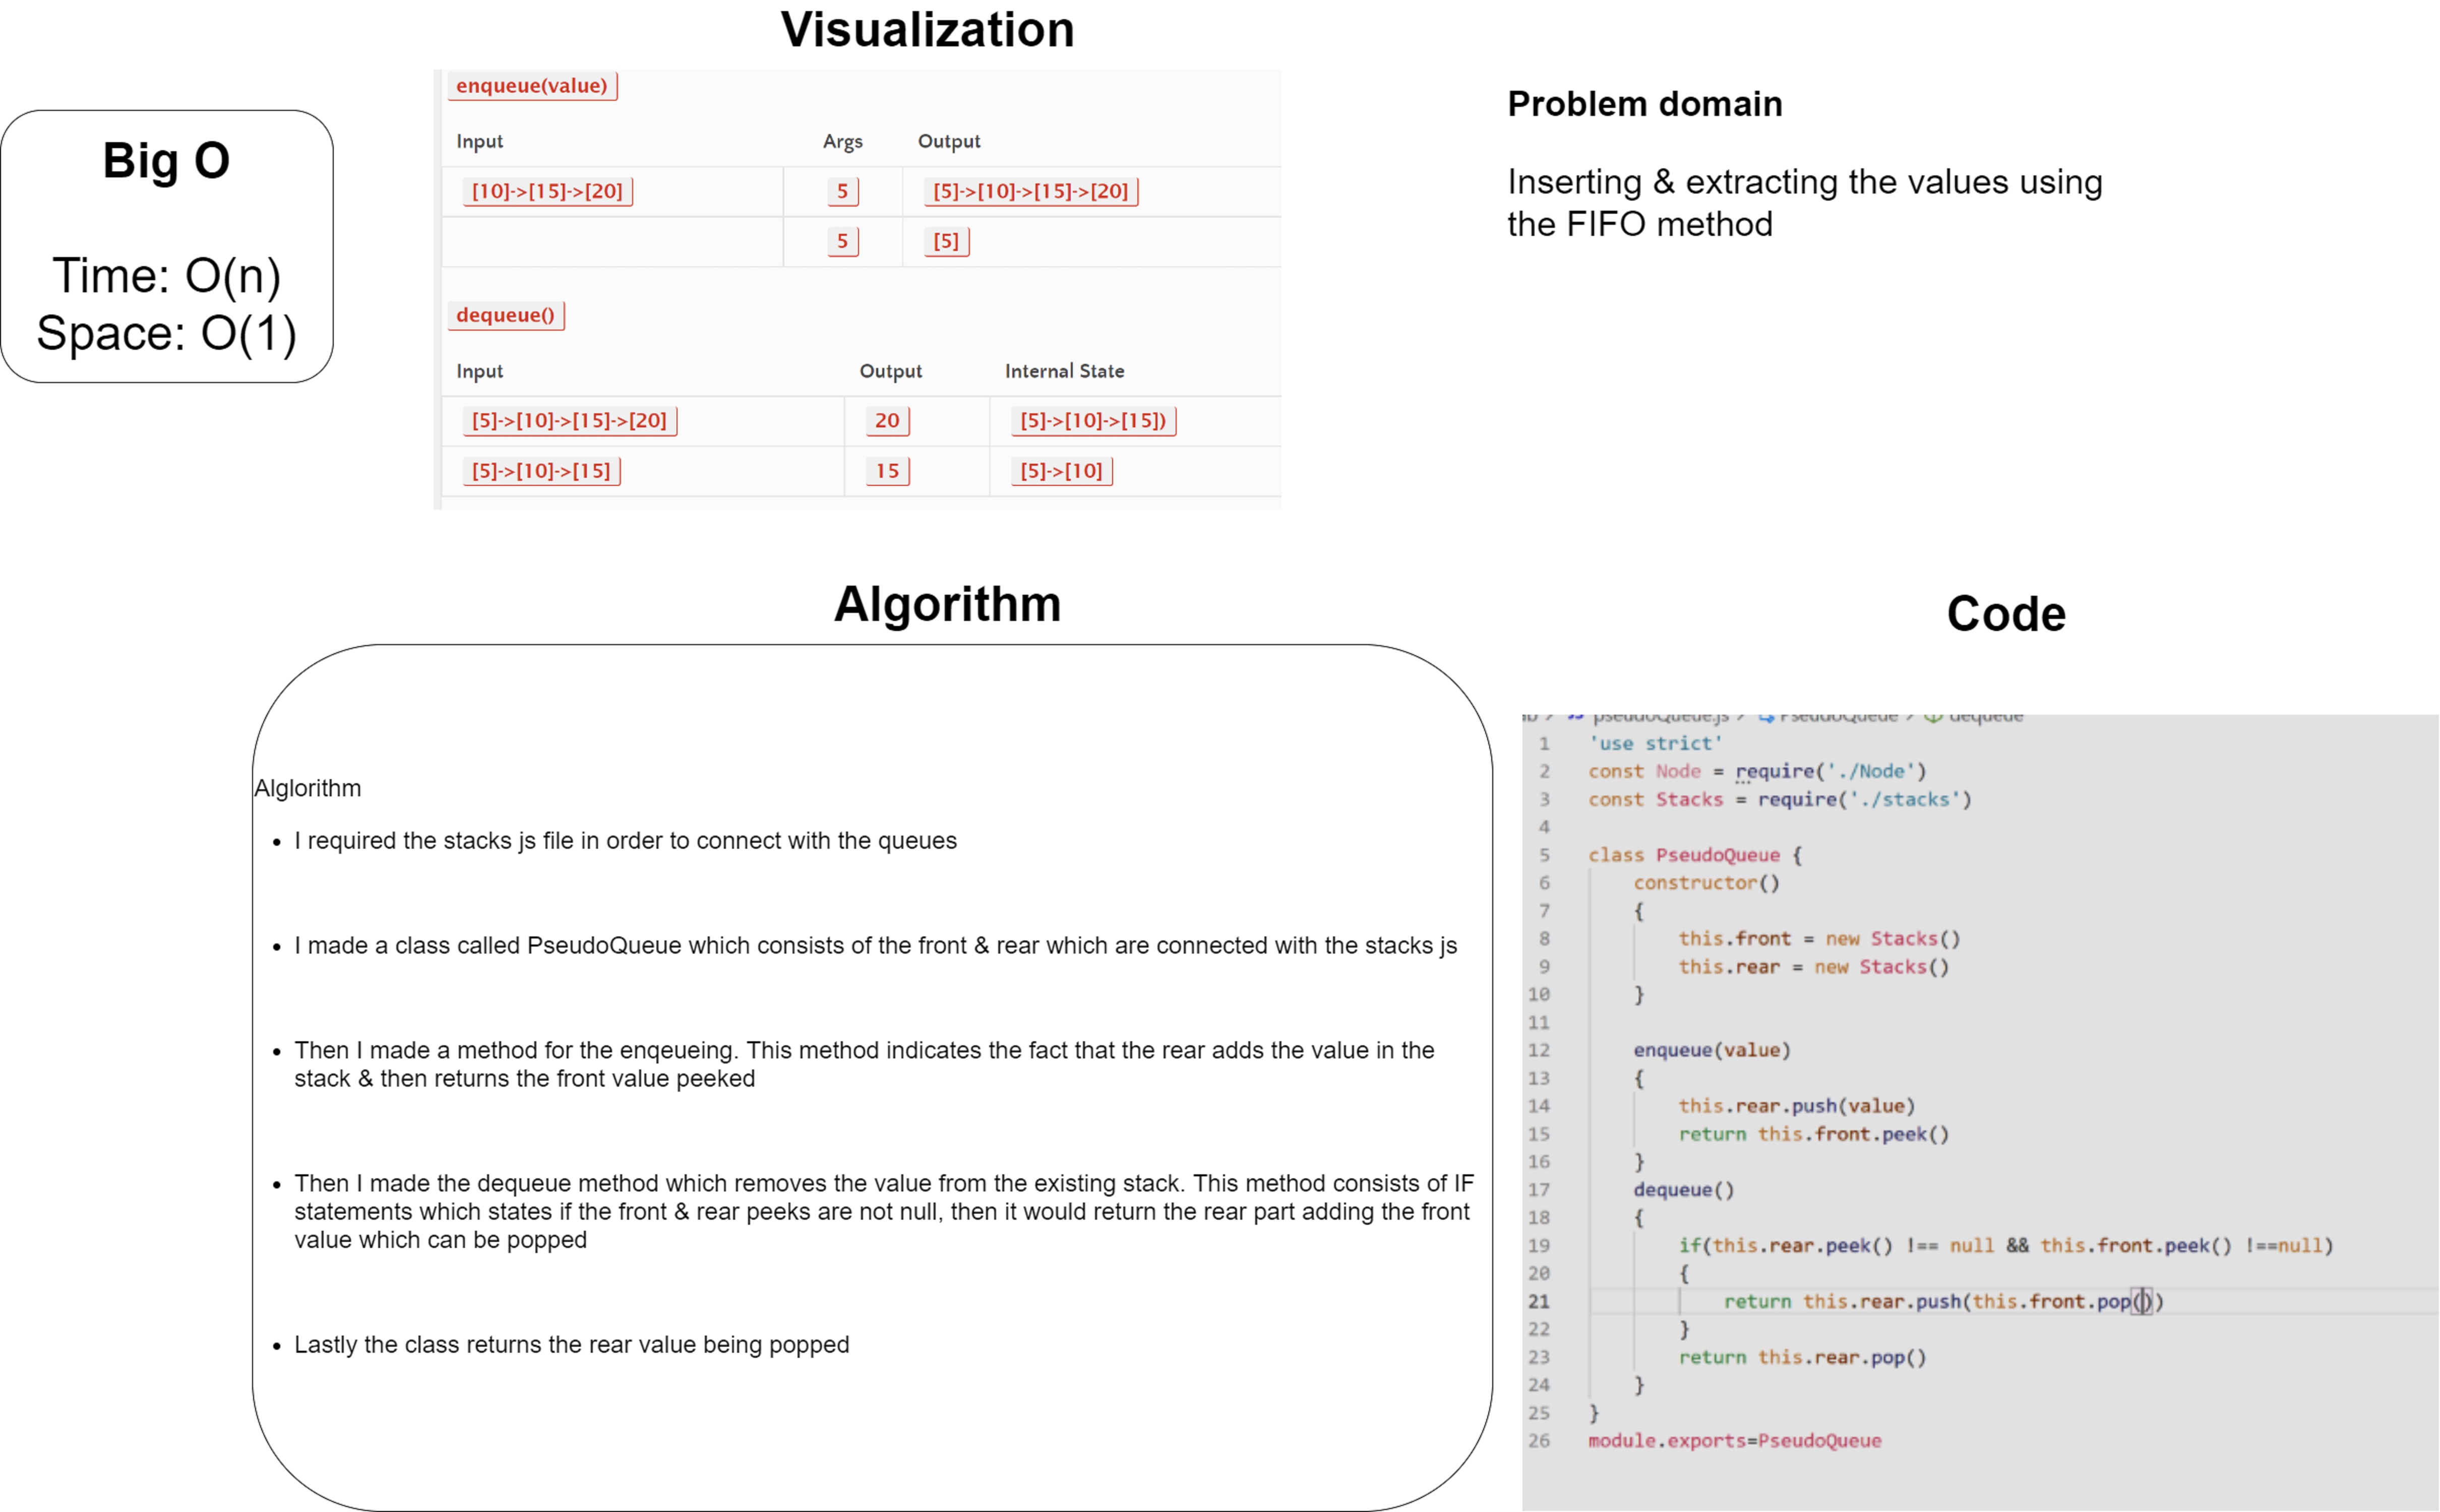 Visualization
enqueue(value)
Input Args Output
[10]->[15]->[20] 5 [5]->[10]->[15]->[20]
5 [5]
dequeue()
Input Output Internal State
[5]->[10]->[15]->[20] 20 [5]->[10]->[15])
[5]->[10]->[15] 15 [5]->[10]
Big O
Time: O(n)
Space: O(1)
Problem domain
Inserting & extracting the values using
the FIFO method
Algorithm
Alglorithm
• I required the stacks js file in order to connect with the queues
• I made a class called PseudoQueue which consists of the front & rear which are connected with the stacks js
• Then I made a method for the enqeueing. This method indicates the fact that the rear adds the value in the
stack & then returns the front value peeked
• Then I made the dequeue method which removes the value from the existing stack. This method consists of IF
statements which states if the front & rear peeks are not null, then it would return the rear part adding the front
value which can be popped
• Lastly the class returns the rear value being popped
Code
pseudoQueue.js > PseudoQueue > dequeue
1 'use strict'
2 const Node = require('./Node')
3 const Stacks = require('./stacks')
4
5 class PseudoQueue {
6 constructor()
7 {
8 this.front = new Stacks()
9 this.rear = new Stacks()
10 }
11
12 enqueue(value)
13 {
14 this.rear.push(value)
15 return this.front.peek()
16 }
17 dequeue()
18 {
19 if(this.rear.peek() !== null && this.front.peek() !==null)
20 {
21 return this.rear.push(this.front.pop())
22 }
23 return this.rear.pop()
24 }
25 }
26 module.exports=PseudoQueue